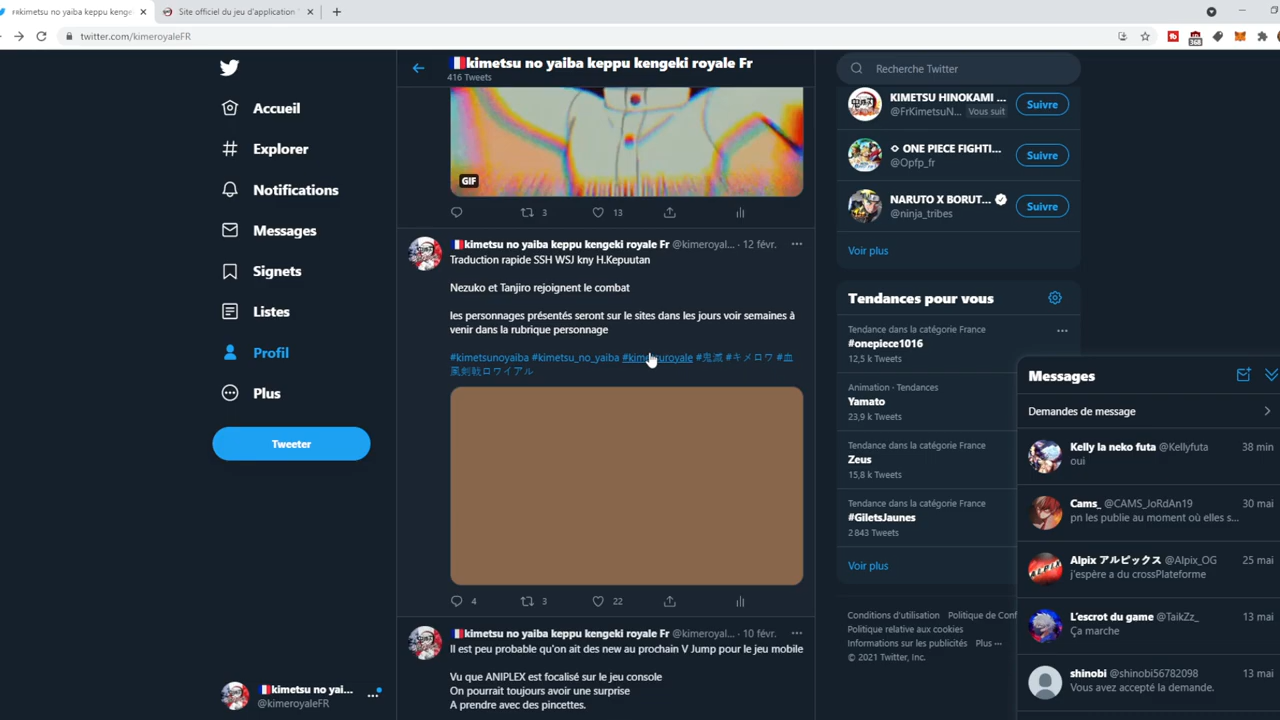 kimetsu no yaiba keppu kenge
Site officiel du jeu d'application
twitter.com/kimeroyaleFR
368
Accueil
Explorer
Notifications
Messages
Signets
Listes
Profil
Plus
Tweeter
kimetsu no yai...
@kimeroyaleFR
kimetsu no yaiba keppu kengeki royale Fr
416 Tweets
GIF
3
13
kimetsu no yaiba keppu kengeki royale Fr @kimeroyal... · 12 févr.
Traduction rapide SSH WSJ kny H.Kepuutan
Nezuko et Tanjiro rejoignent le combat
les personnages présentés seront sur le sites dans les jours voir semaines à
venir dans la rubrique personnage
#kimetsunoyaiba #kimetsu_no_yaiba #kimetsuroyale #鬼滅 #キメロワ #血
風剣戟ロワイアル
4
3
22
kimetsu no yaiba keppu kengeki royale Fr @kimeroyal... · 10 févr.
Il est peu probable qu'on ait des new au prochain V Jump pour le jeu mobile
Vu que ANIPLEX est focalisé sur le jeu console
On pourrait toujours avoir une surprise
A prendre avec des pincettes.
Recherche Twitter
KIMETSU HINOKAMI ...
@FrKimetsuN... Vous suit
Suivre
ONE PIECE FIGHTI...
@Opfp_fr
Suivre
NARUTO X BORUT...
@ninja_tribes
Suivre
Voir plus
Tendances pour vous
Tendance dans la catégorie France
#onepiece1016
12,5 k Tweets
Animation · Tendances
Yamato
23,9 k Tweets
Tendance dans la catégorie France
Zeus
15,8 k Tweets
Tendance dans la catégorie France
#GiletsJaunes
2 843 Tweets
Voir plus
Conditions d'utilisation Politique de Conf
Politique relative aux cookies
Informations sur les publicités Plus ···
© 2021 Twitter, Inc.
Messages
Demandes de message
Kelly la neko futa @Kellyfuta 38 min
oui
Cams_ @CAMS_JoRdAn19 30 mai
pn les publie au moment où elles s...
Alpix アルピックス @Alpix_OG 25 mai
j'espère a du crossPlateforme
L'escrot du game @TaikZz_ 13 mai
Ça marche
shinobi @shinobi56782098 13 mai
Vous avez accepté la demande.